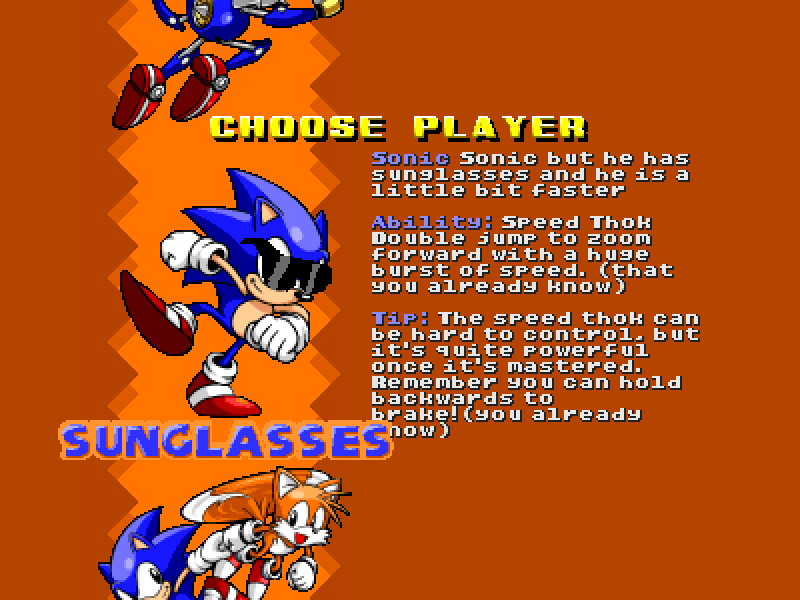 CHOOSE PLAYER
Sonic Sonic but he has
sunglasses and he is a
little bit faster
Ability: Speed Thok
Double jump to zoom
forward with a huge
burst of speed. (that
you already know)
Tip: The speed thok can
be hard to control, but
it's quite powerful
once it's mastered.
Remember you can hold
backwards to
brake!(you already
know)
SUNGLASSES